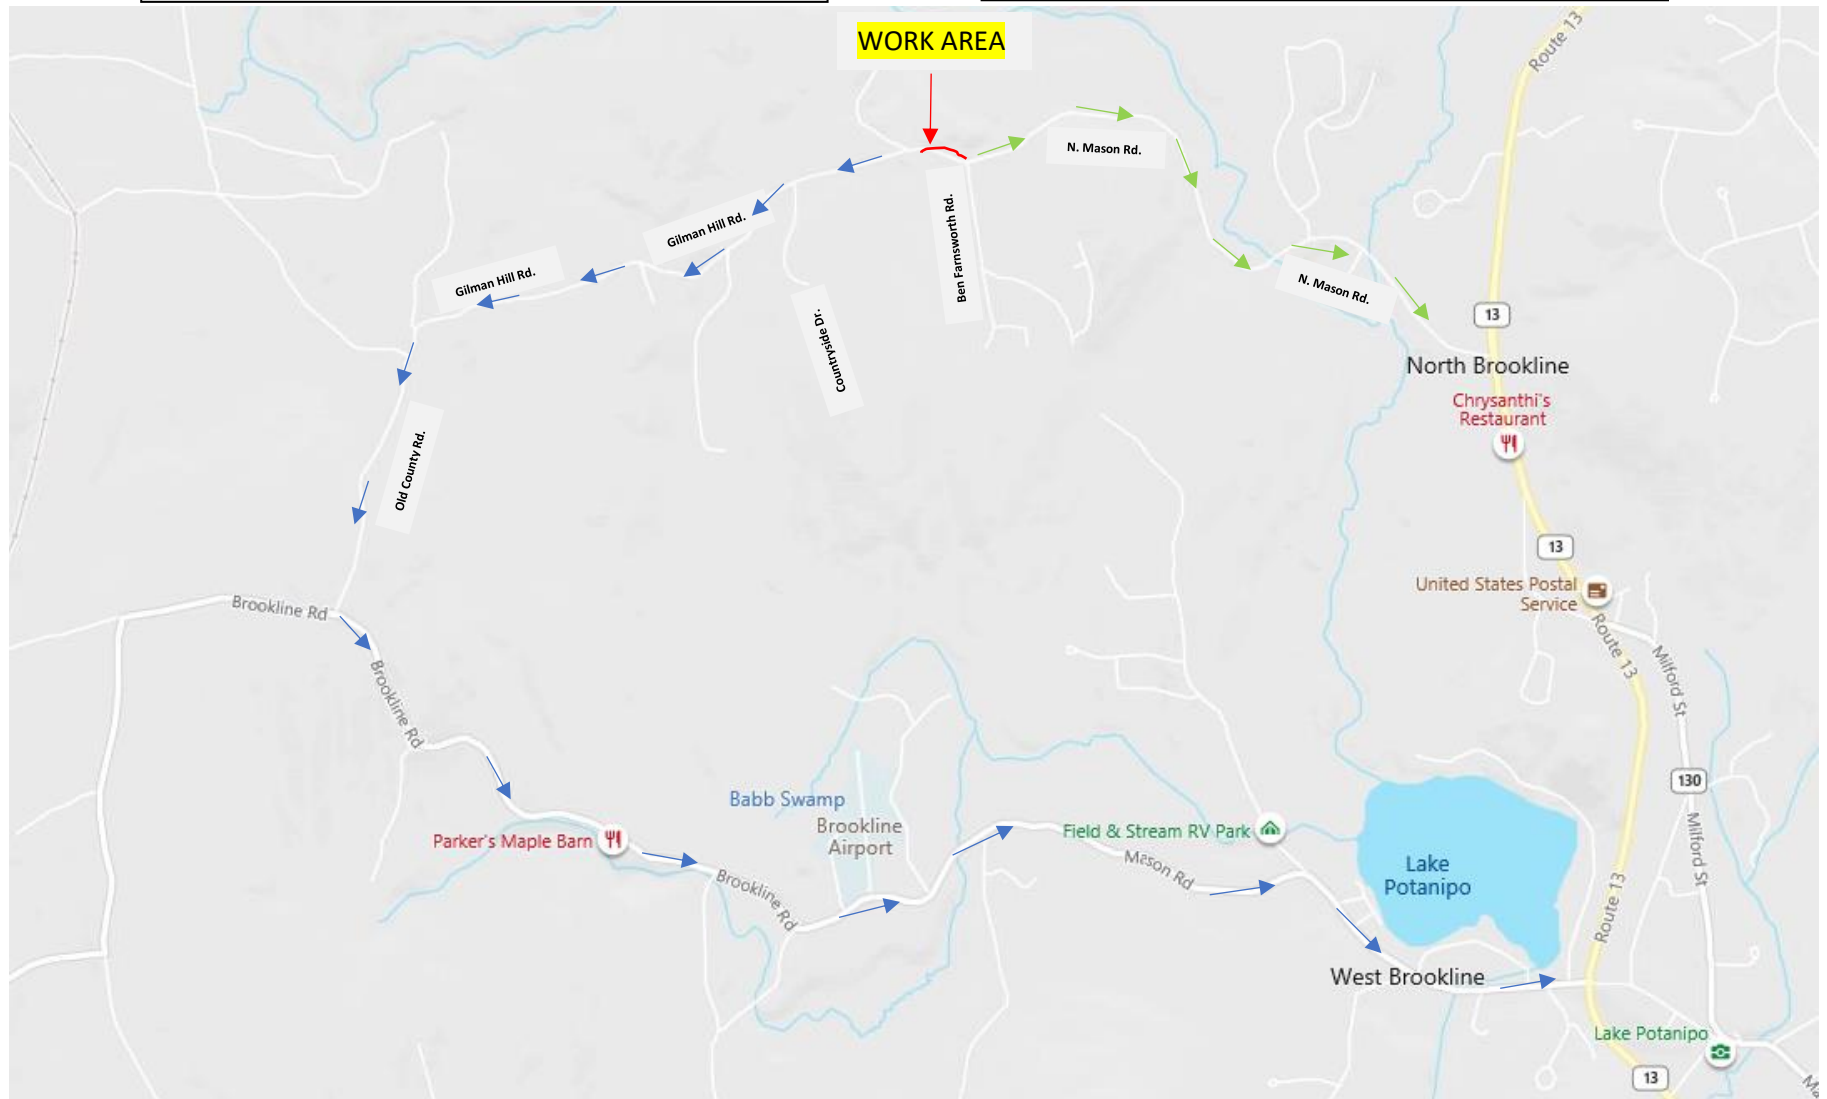 WORK AREA
Route 13
N. Mason Rd.
Gilman Hill Rd.
Ben Farnsworth Rd.
Gilman Hill Rd.
N. Mason Rd.
13
Countryside Dr.
North Brookline
Chrysanthi's
Restaurant
Old County Rd.
13
United States Postal
Service
Brookline Rd
Route 13
Milford St
Brookline Rd
130
Babb Swamp
Brookline
Airport
Parker's Maple Barn
Field & Stream RV Park
Mason Rd
Lake
Potanipo
Milford St
Brookline Rd
Route 13
West Brookline
Lake Potanipo
13